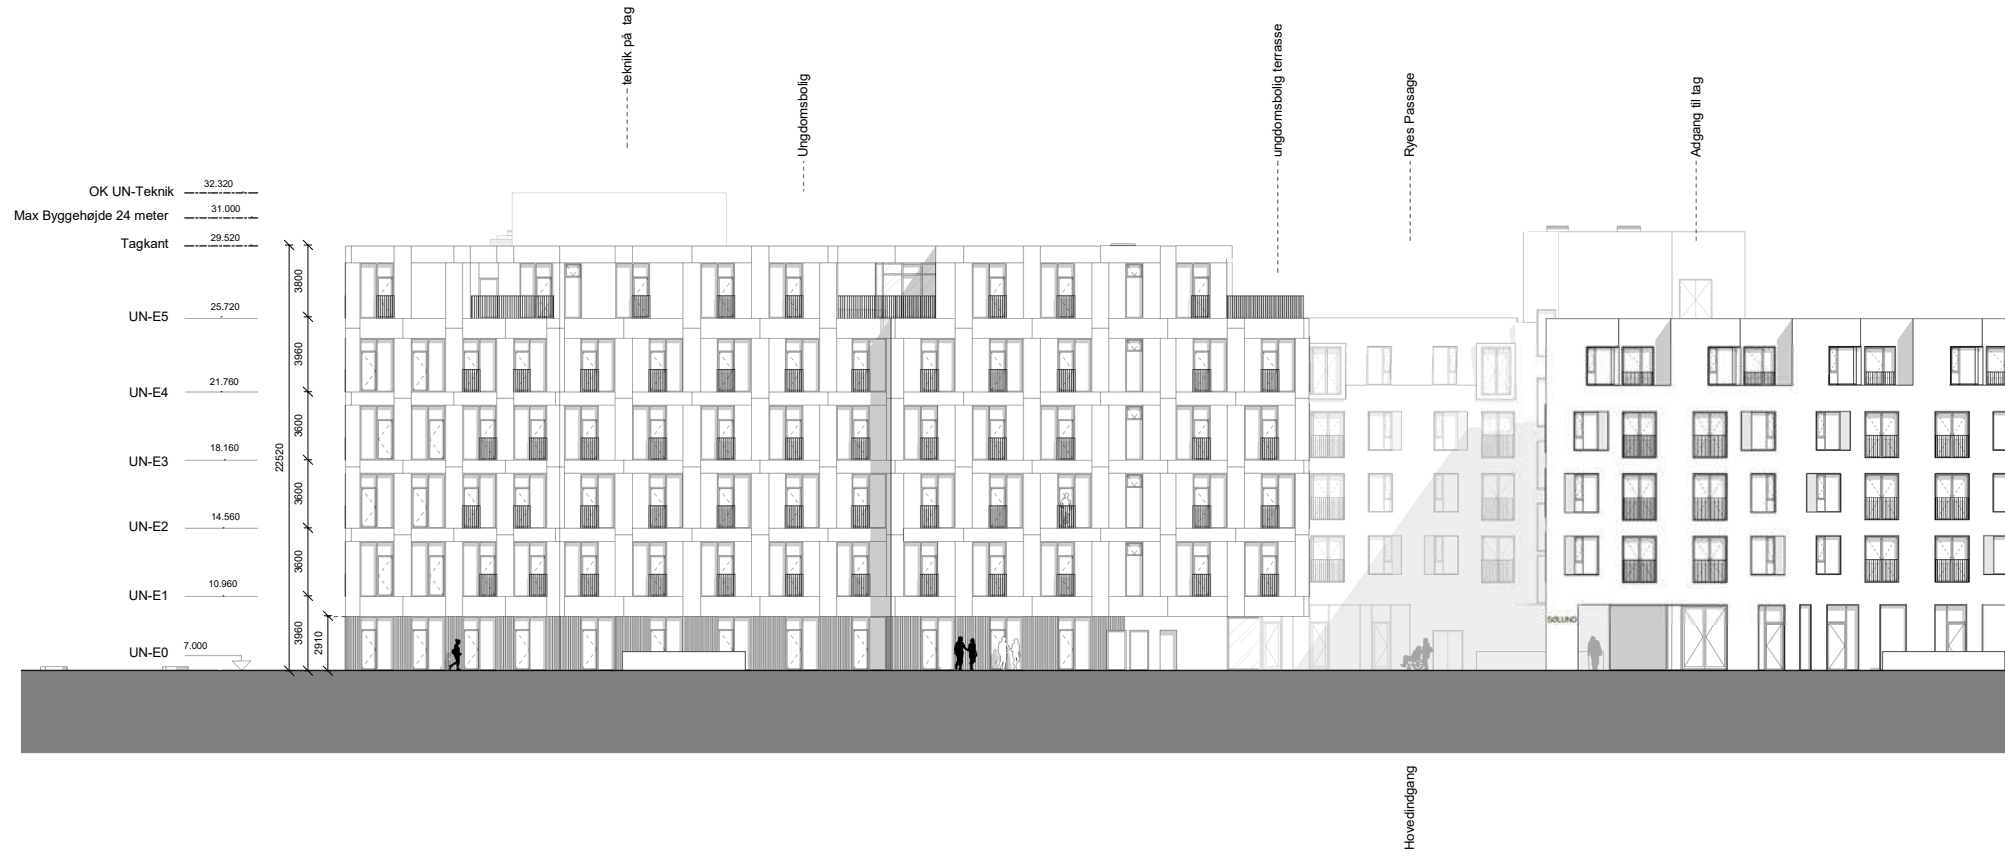 teknik på tag
Ungdomsbolig
ungdomsbolig terrasse
Ryes Passage
Adgang til tag
OK UN-Teknik 32.320
Max Byggehøjde 24 meter 31.000
Tagkant 29.520
3800
UN-E5 25.720
3960
UN-E4 21.760
3600
UN-E3 18.160
22520
3600
UN-E2 14.560
3600
UN-E1 10.960
3960
2910
UN-E0 7.000
SØLUND
Hovedindgang